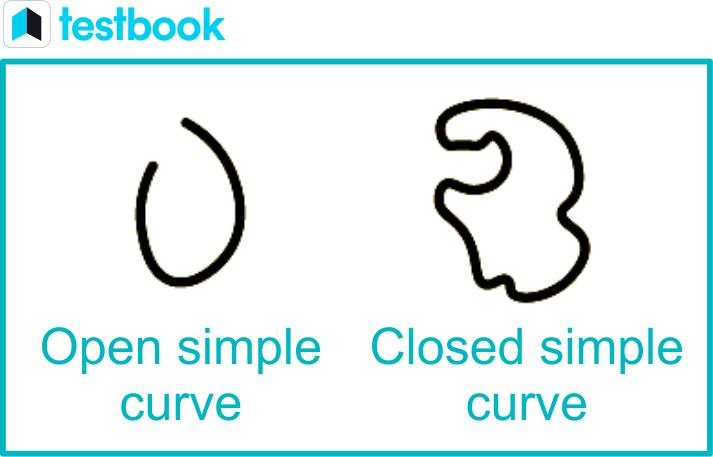 testbook
Open simple
curve
Closed simple
curve